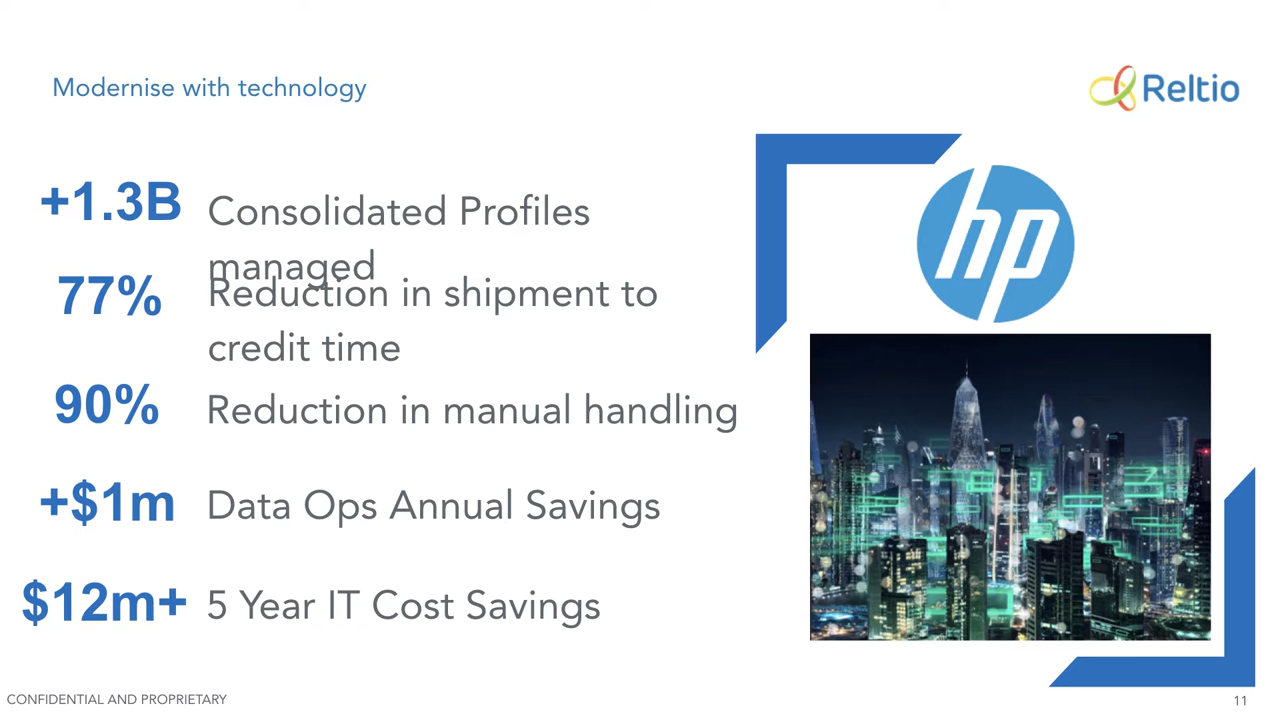 Modernise with technology
Reltio
+1.3B Consolidated Profiles
managed
77% Reduction in shipment to
credit time
90% Reduction in manual handling
+$1m Data Ops Annual Savings
$12m+ 5 Year IT Cost Savings
hp
CONFIDENTIAL AND PROPRIETARY
11